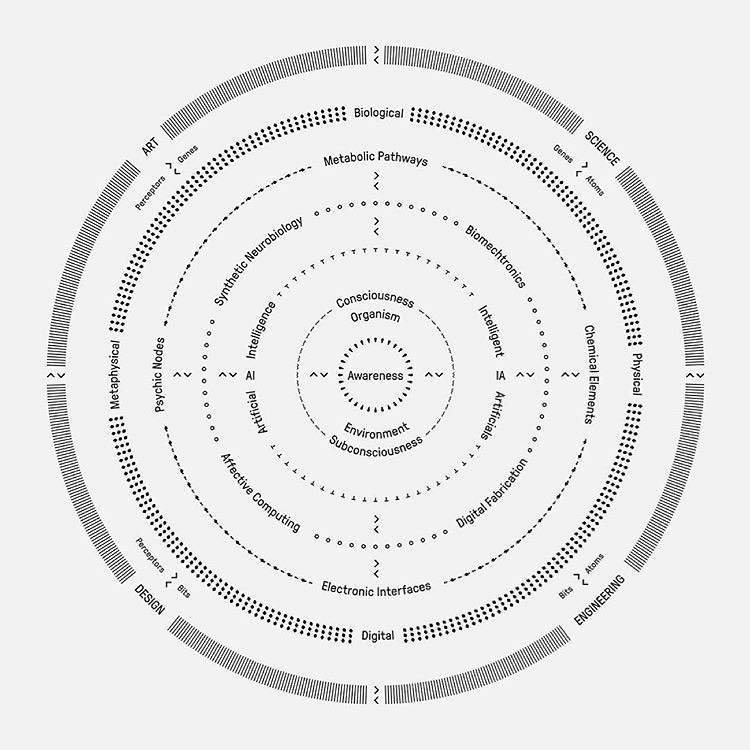 ART
SCIENCE
Biological
Genes
Perceptors
Genes
Atoms
Metabolic Pathways
Synthetic Neurobiology
Biomechtronics
Consciousness
Organism
Intelligence
Intelligent
Metaphysical
Psychic Nodes
AI
Awareness
IA
Chemical Elements
Physical
Artificial
Artificials
Environment
Subconsciousness
Affective Computing
Digital Fabrication
Electronic Interfaces
Perceptors
Bits
Bits
Atoms
DESIGN
ENGINEERING
Digital